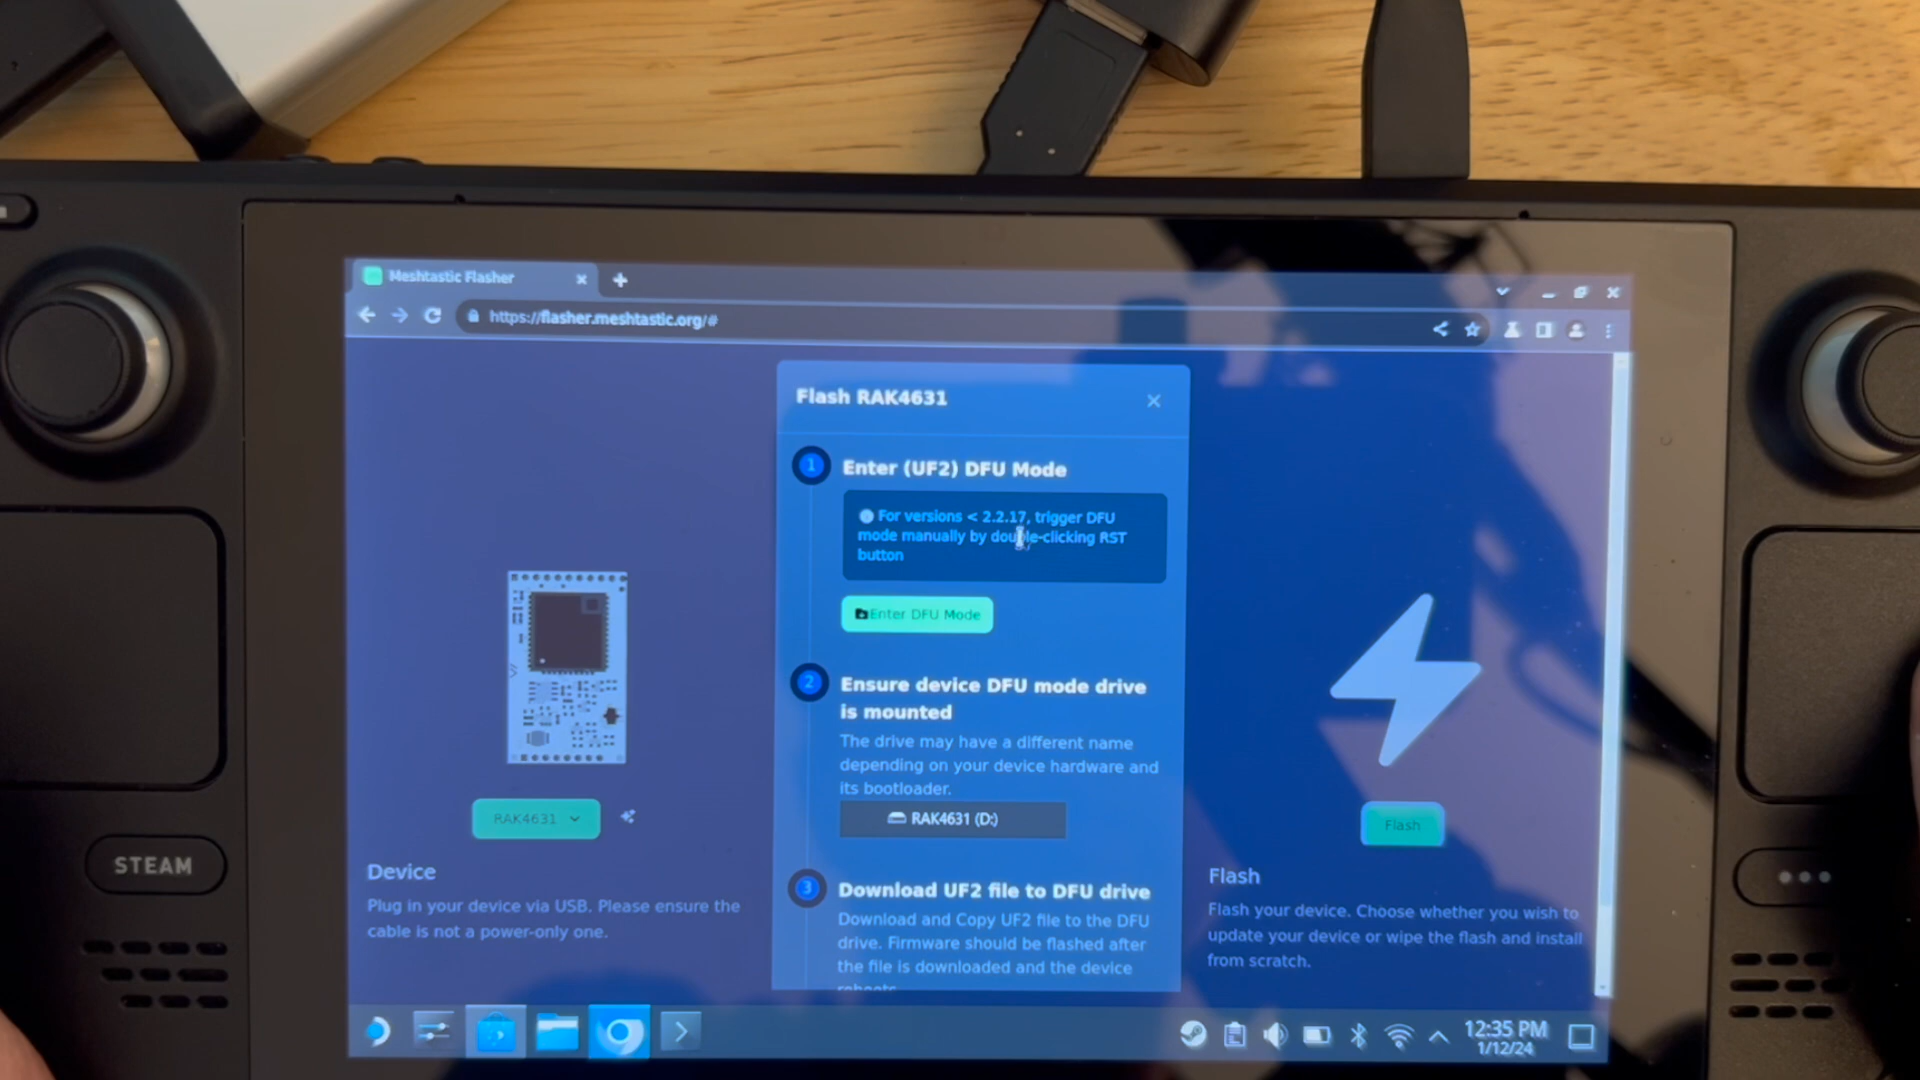 Meshtastic Flasher
https://flasher.meshtastic.org/#
Flash RAK4631
1
Enter (UF2) DFU Mode
For versions < 2.2.17, trigger DFU
mode manually by double-clicking RST
button
Enter DFU Mode
2
Ensure device DFU mode drive
is mounted
The drive may have a different name
depending on your device hardware and
its bootloader.
RAK4631 (D:)
3
Download UF2 file to DFU drive
Download and Copy UF2 file to the DFU
drive. Firmware should be flashed after
the file is downloaded and the device
reboots.
RAK4631
Device
Plug in your device via USB. Please ensure the
cable is not a power-only one.
Flash
Flash
Flash your device. Choose whether you wish to
update your device or wipe the flash and install
from scratch.
STEAM
12:35 PM
1/12/24